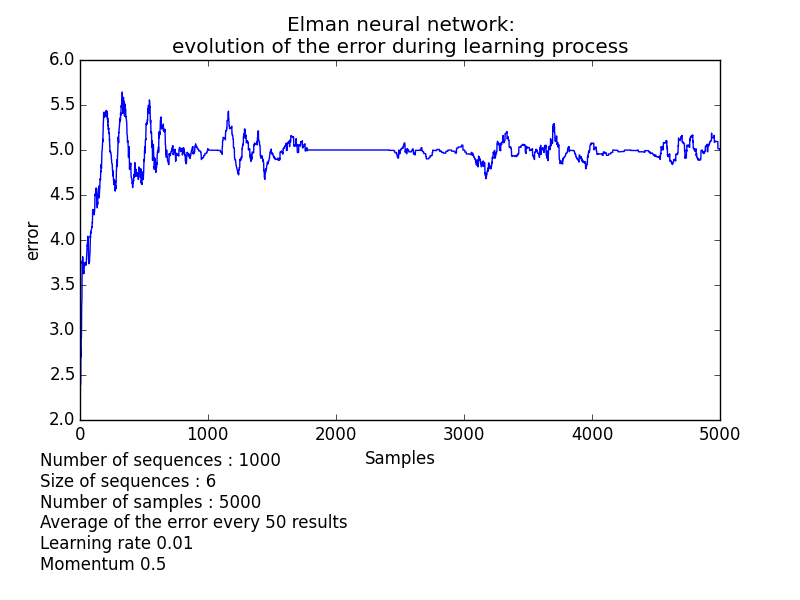 Elman neural network:
evolution of the error during learning process
6.0
5.5
5.0
4.5
4.0
3.5
3.0
2.5
2.0
error
0 1000 2000 3000 4000 5000
Samples
Number of sequences : 1000
Size of sequences : 6
Number of samples : 5000
Average of the error every 50 results
Learning rate 0.01
Momentum 0.5